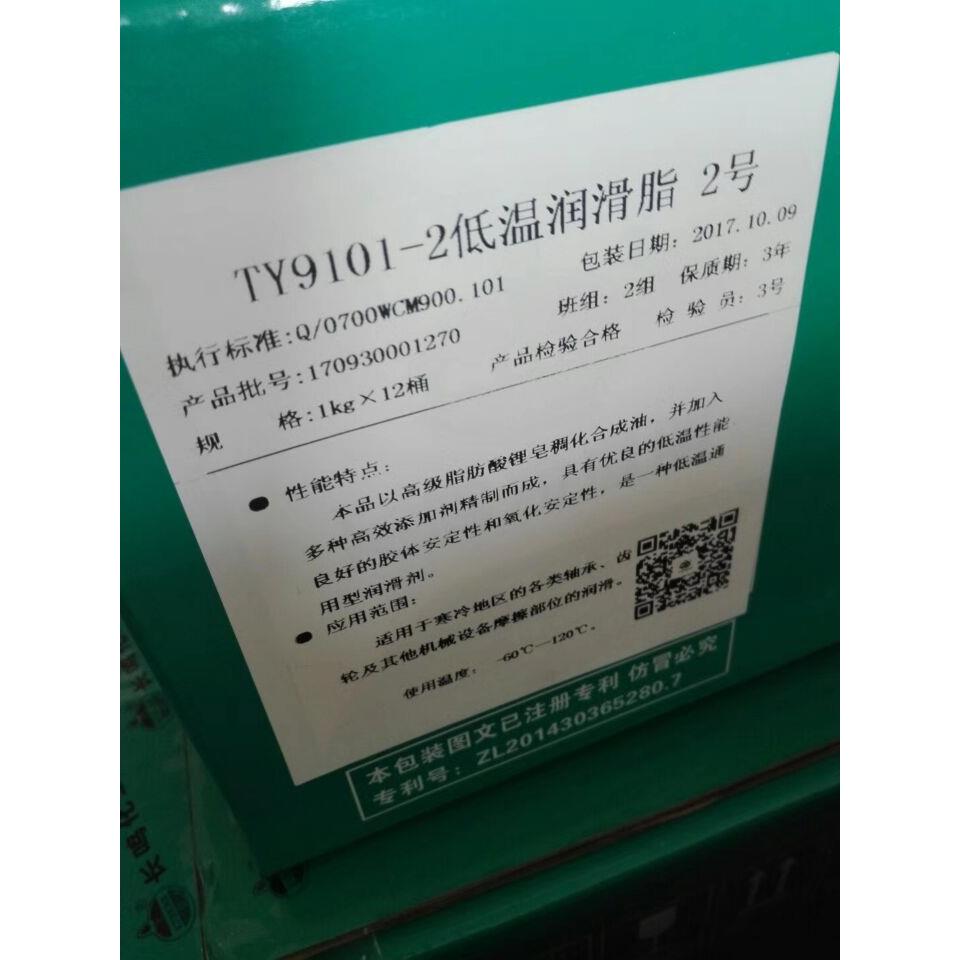 TY9101-2低温润滑脂 2号
执行标准:Q/0700WCM900.101 包装日期: 2017.10.09
产品批号:170930001270 班组: 2组 保质期: 3年
规 格:1kg×12桶 产品检验合格 检 验 员: 3号
● 性能特点:
本品以高级脂肪酸锂皂稠化合成油，并加入
多种高效添加剂精制而成，具有优良的低温性能
良好的胶体安定性和氧化安定性，是一种低温通
用型润滑剂。
● 应用范围:
适用于寒冷地区的各类轴承、齿
轮及其他机械设备摩擦部位的润滑。
使用温度: -60℃—120℃。
本包装图文已注册专利 仿冒必究
专利号: ZL201430365280.7